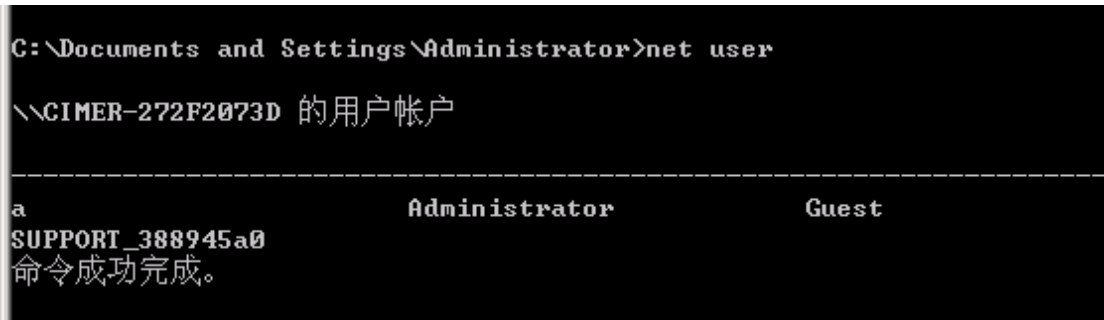 C:\Documents and Settings\Administrator>net user
\\CIMER-272F2073D 的用户帐户
-------------------------------------------------------------------------------
a Administrator Guest
SUPPORT_388945a0
命令成功完成。